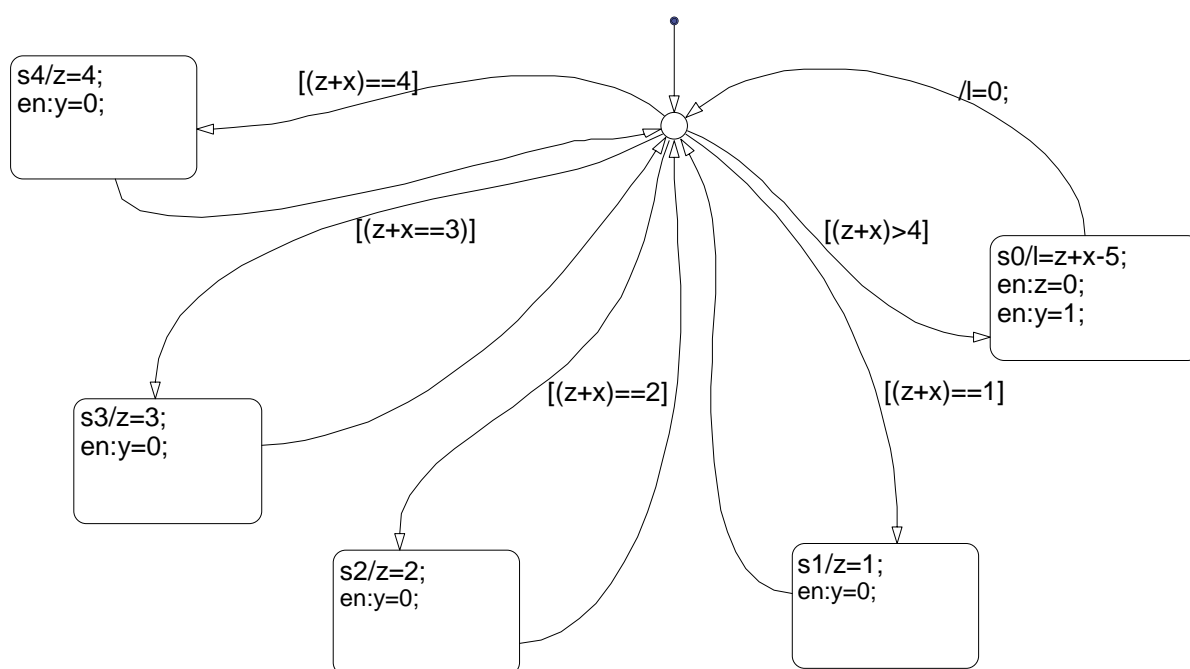 s4/z=4;
en:y=0;
[(z+x)==4]
/l=0;
[(z+x==3)]
[(z+x)>4]
s0/l=z+x-5;
en:z=0;
en:y=1;
s3/z=3;
en:y=0;
[(z+x)==2]
[(z+x)==1]
s2/z=2;
en:y=0;
s1/z=1;
en:y=0;